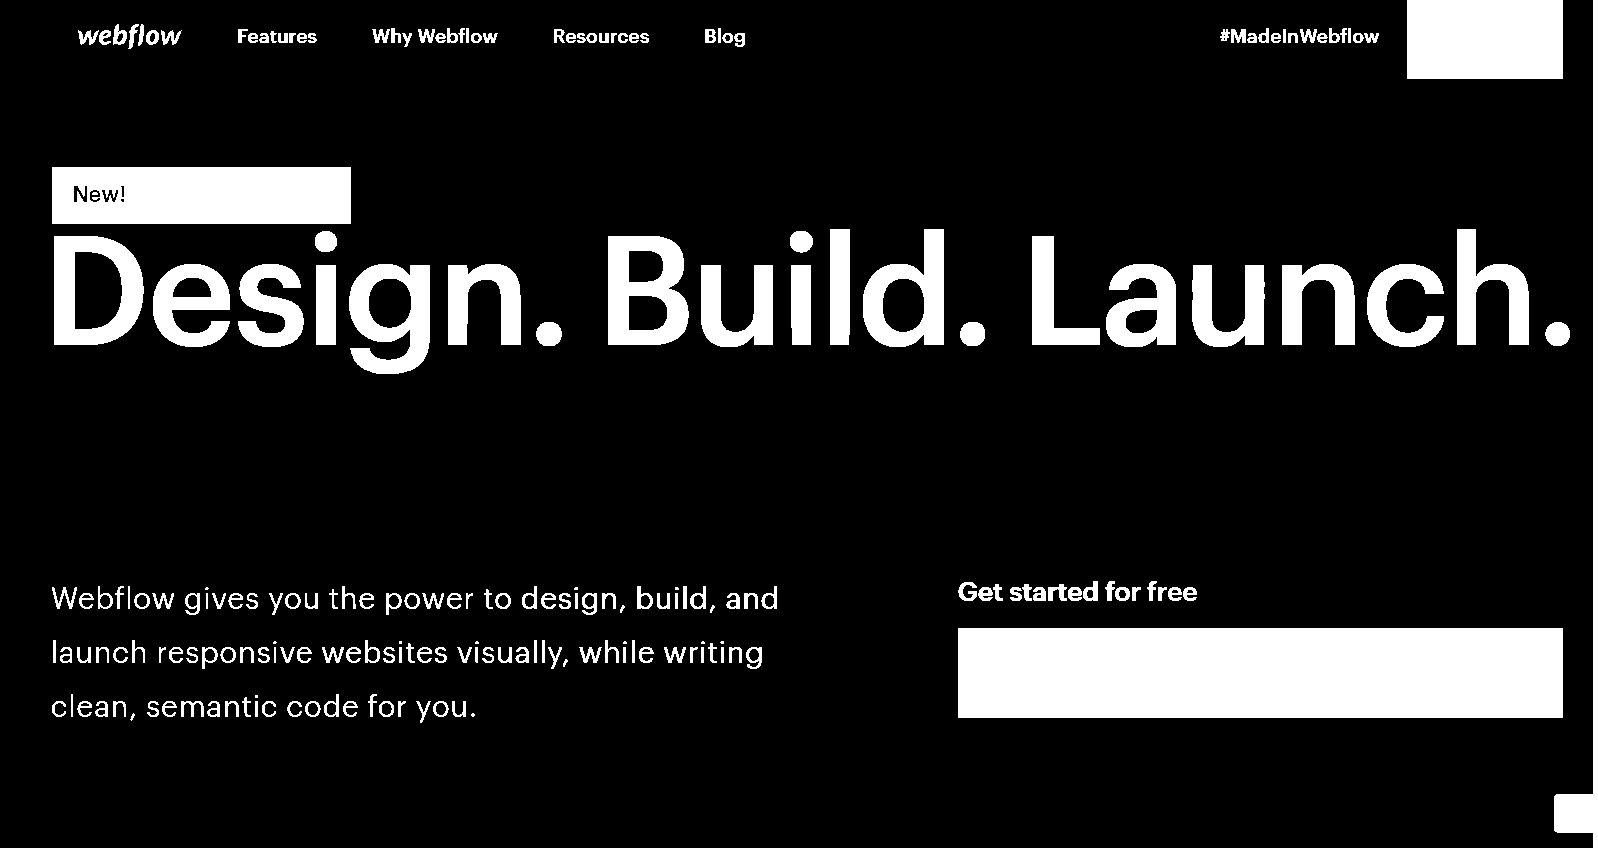 webflow Features Why Webflow Resources Blog #MadeInWebflow
New!
Design. Build. Launch.
Webflow gives you the power to design, build, and
launch responsive websites visually, while writing
clean, semantic code for you.
Get started for free